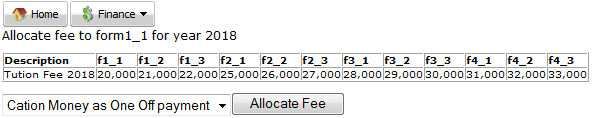 Home Finance
Allocate fee to form1_1 for year 2018
Description f1_1 f1_2 f1_3 f2_1 f2_2 f2_3 f3_1 f3_2 f3_3 f4_1 f4_2 f4_3
Tution Fee 2018 20,000 21,000 22,000 25,000 26,000 27,000 28,000 29,000 30,000 31,000 32,000 33,000
Cation Money as One Off payment Allocate Fee